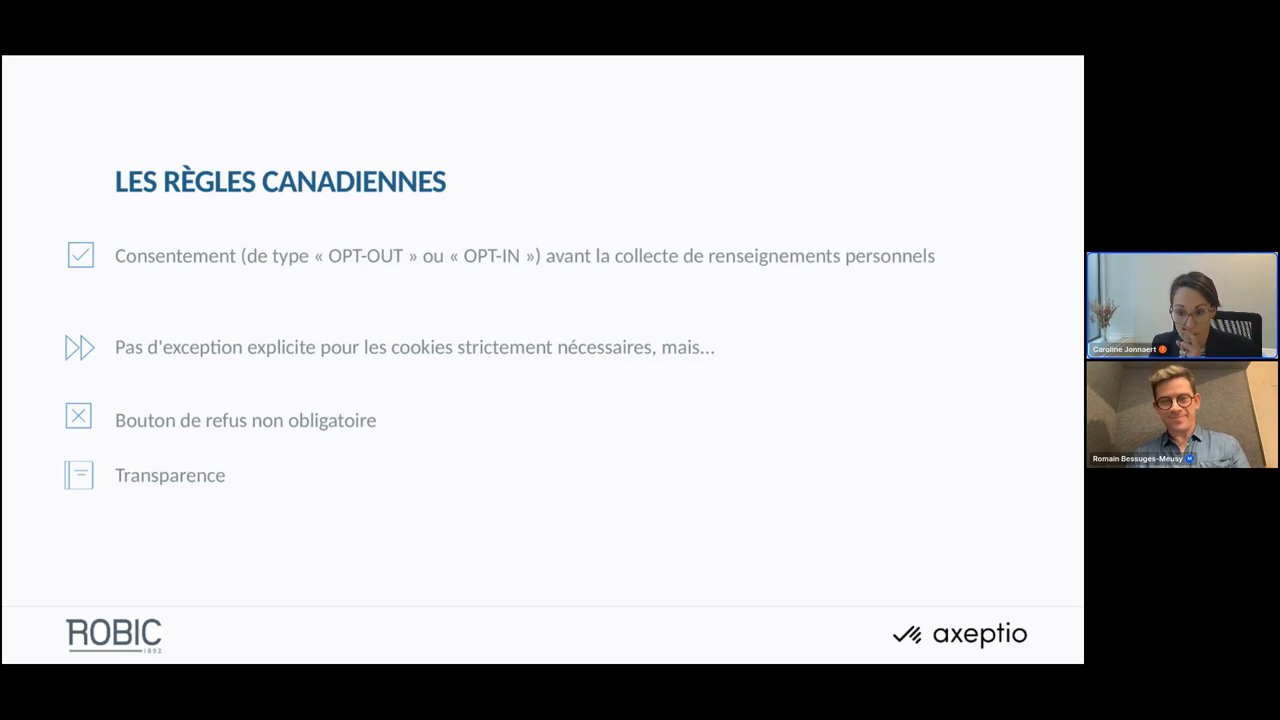 LES RÈGLES CANADIENNES
Consentement (de type « OPT-OUT » ou « OPT-IN ») avant la collecte de renseignements personnels
Pas d'exception explicite pour les cookies strictement nécessaires, mais...
Bouton de refus non obligatoire
Transparence
ROBIC
1892
axeptio
Caroline Jonnaert
Romain Bessuges-Meusy